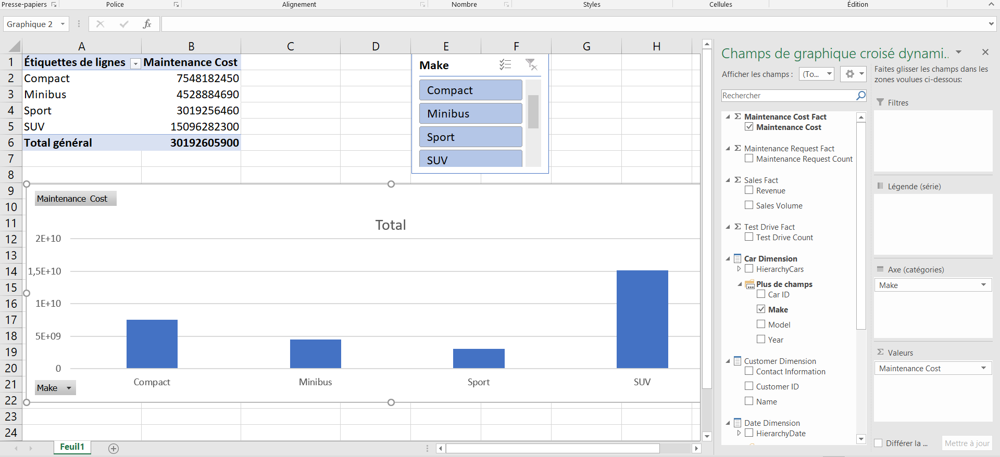 Presse-papiers
Police
Alignement
Nombre
Styles
Cellules
Édition
Graphique 2
fx
A B C D E F G H
1 Étiquettes de lignes Maintenance Cost
2 Compact 7548182450
3 Minibus 4528884690
4 Sport 3019256460
5 SUV 15096282300
6 Total général 30192605900
7
8
9
10
11
12
13
14
15
16
17
18
19
20
21
22
23
24
Make
Compact
Minibus
Sport
SUV
Maintenance Cost
Total
2E+10
1,5E+10
1E+10
5E+09
0
Compact Minibus Sport SUV
Make
Feuil1
Champs de graphique croisé dynami...
Afficher les champs : (To...
Rechercher
Σ Maintenance Cost Fact
Maintenance Cost
Σ Maintenance Request Fact
Maintenance Request Count
Σ Sales Fact
Revenue
Sales Volume
Σ Test Drive Fact
Test Drive Count
Car Dimension
HierarchyCars
Plus de champs
Car ID
Make
Model
Year
Customer Dimension
Contact Information
Customer ID
Name
Date Dimension
HierarchyDate
Faites glisser les champs dans les
zones voulues ci-dessous:
Filtres
Légende (série)
Axe (catégories)
Make
Σ Valeurs
Maintenance Cost
Différer la ...
Mettre à jour